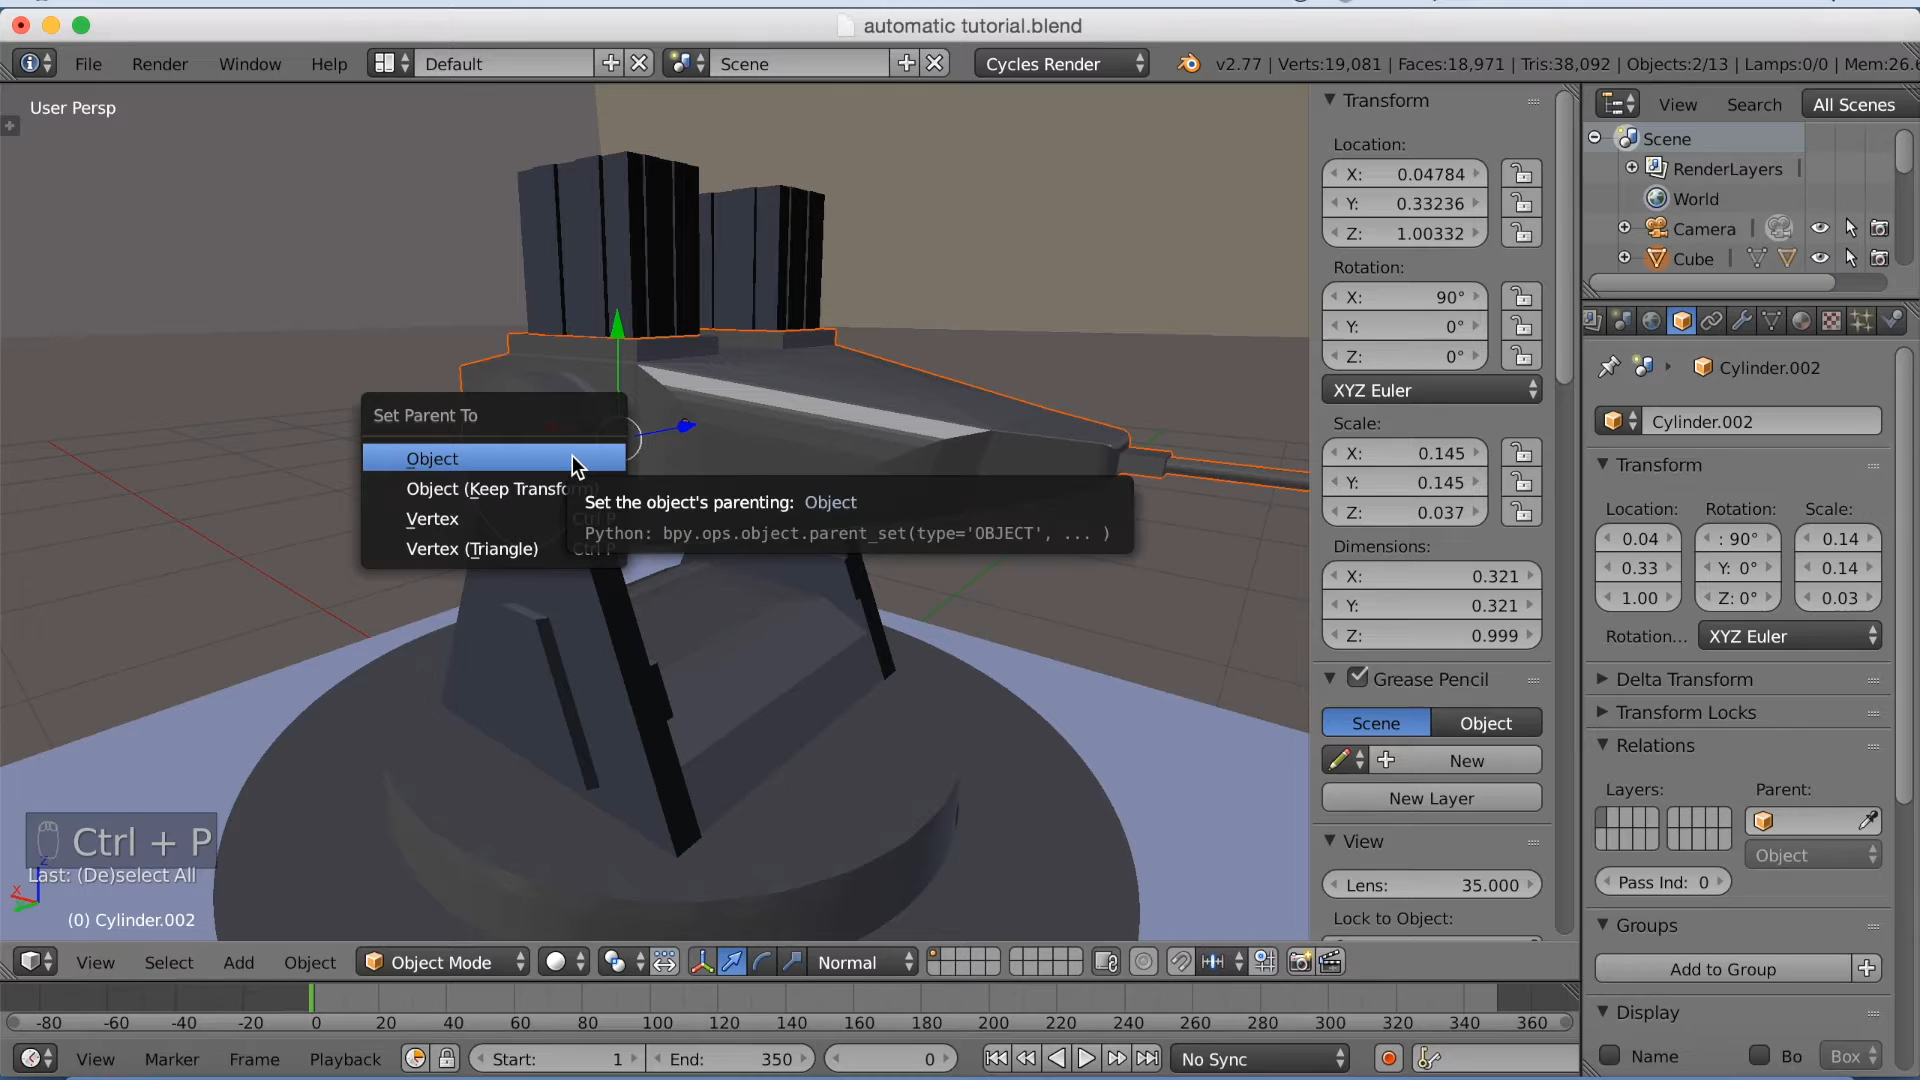 automatic tutorial.blend
File Render Window Help Default Scene Cycles Render v2.77 | Verts:19,081 | Faces:18,971 | Tris:38,092 | Objects:2/13 | Lamps:0/0 | Mem:26.
User Persp
Set Parent To
Object
Object (Keep Transform)
Vertex Ctrl P
Vertex (Triangle) Ctrl P
Set the object's parenting: Object
Python: bpy.ops.object.parent_set(type='OBJECT', ... )
Ctrl + P
Last: (De)select All
z
x
(0) Cylinder.002
Transform
Location:
X: 0.04784
Y: 0.33236
Z: 1.00332
Rotation:
X: 90°
Y: 0°
Z: 0°
XYZ Euler
Scale:
X: 0.145
Y: 0.145
Z: 0.037
Dimensions:
X: 0.321
Y: 0.321
Z: 0.999
Grease Pencil
Scene Object
New
New Layer
View
Lens: 35.000
Lock to Object:
View Search All Scenes
Scene
RenderLayers
World
Camera
Cube
Cylinder.002
Cylinder.002
Transform
Location: Rotation: Scale:
0.04 : 90° 0.14
0.33 Y: 0° 0.14
1.00 Z: 0° 0.03
Rotation... XYZ Euler
Delta Transform
Transform Locks
Relations
Layers: Parent:
Object
Pass Ind: 0
Groups
Add to Group
Display
Name Bo Box
View Select Add Object Object Mode Normal
-80 -60 -40 -20 0 20 40 60 80 100 120 140 160 180 200 220 240 260 280 300 320 340 360
View Marker Frame Playback Start: 1 End: 350 0 No Sync